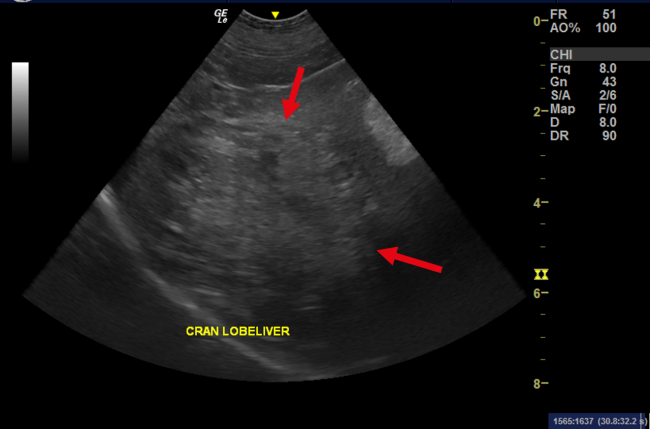 GE
L6
0-
2-
4-
6-
8-
FR 51
AO% 100
CHI
Frq 8.0
Gn 43
S/A 2/6
Map F/0
D 8.0
DR 90
CRAN LOBELIVER
1565:1637 (30.8:32.2 s)